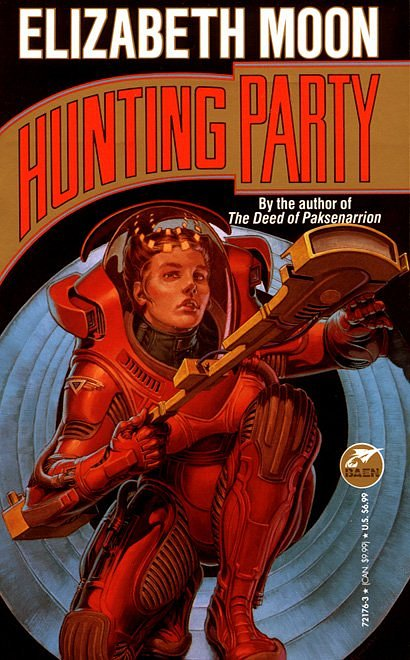 ELIZABETH MOON
HUNTING PARTY
By the author of
The Deed of Paksenarrion
BAEN
72176-3 ★ (CAN. $9.99) ★ U.S. $6.99